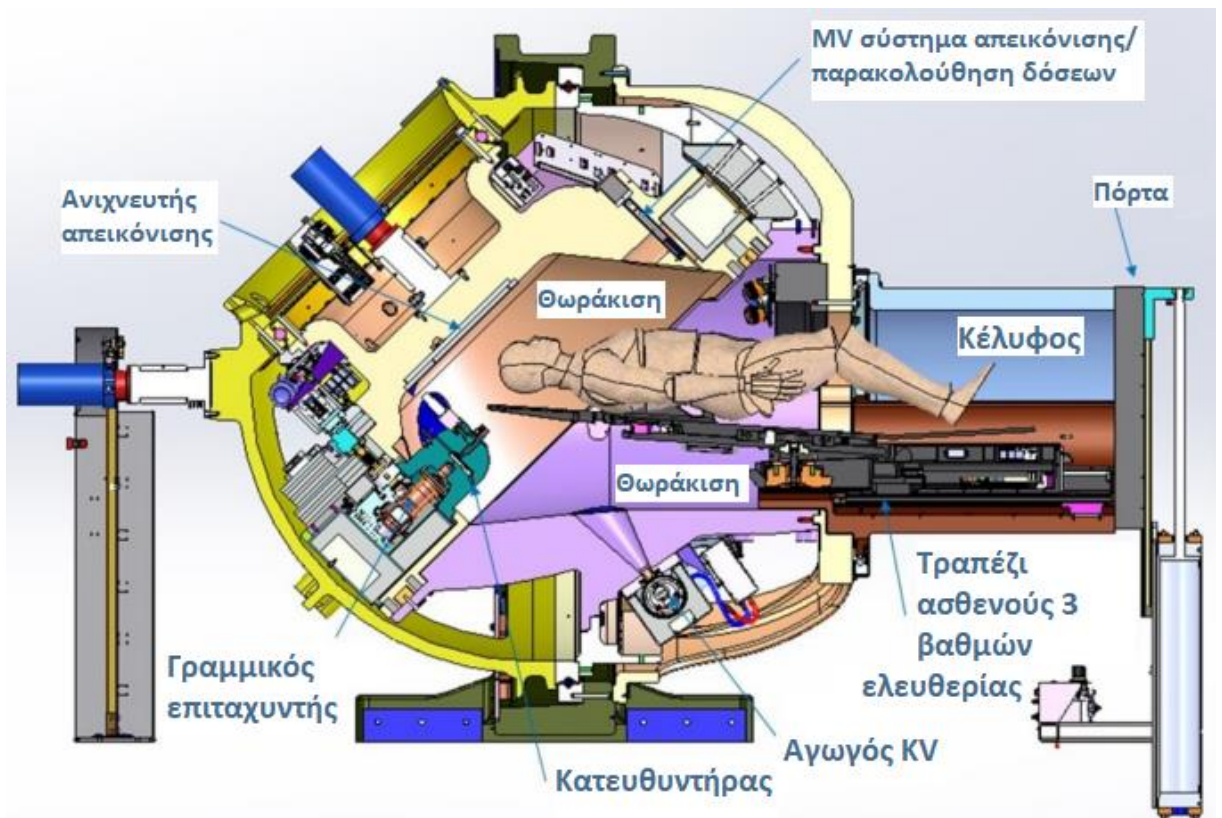 MV σύστημα απεικόνισης/
παρακολούθηση δόσεων
Ανιχνευτής
απεικόνισης
Πόρτα
Θωράκιση
Κέλυφος
Θωράκιση
Τραπέζι
ασθενούς 3
βαθμών
ελευθερίας
Γραμμικός
επιταχυντής
Αγωγός KV
Κατευθυντήρας